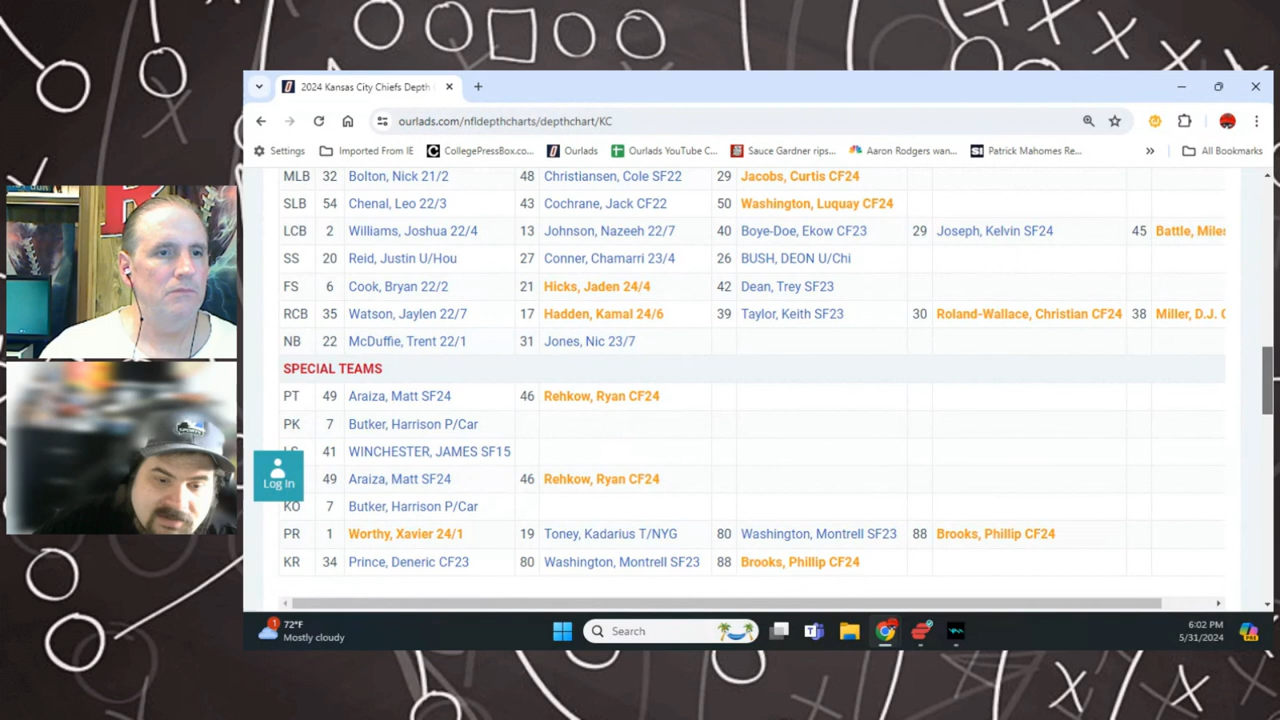 2024 Kansas City Chiefs Depth
ourlads.com/nfldepthcharts/depthchart/KC
Settings Imported From IE CollegePressBox.co... Ourlads Ourlads YouTube C... Sauce Gardner rips... Aaron Rodgers wan... Patrick Mahomes Re... » All Bookmarks
MLB 32 Bolton, Nick 21/2 48 Christiansen, Cole SF22 29 Jacobs, Curtis CF24
SLB 54 Chenal, Leo 22/3 43 Cochrane, Jack CF22 50 Washington, Luquay CF24
LCB 2 Williams, Joshua 22/4 13 Johnson, Nazeeh 22/7 40 Boye-Doe, Ekow CF23 29 Joseph, Kelvin SF24 45 Battle, Miles
SS 20 Reid, Justin U/Hou 27 Conner, Chamarri 23/4 26 BUSH, DEON U/Chi
FS 6 Cook, Bryan 22/2 21 Hicks, Jaden 24/4 42 Dean, Trey SF23
RCB 35 Watson, Jaylen 22/7 17 Hadden, Kamal 24/6 39 Taylor, Keith SF23 30 Roland-Wallace, Christian CF24 38 Miller, D.J. C
NB 22 McDuffie, Trent 22/1 31 Jones, Nic 23/7
SPECIAL TEAMS
PT 49 Araiza, Matt SF24 46 Rehkow, Ryan CF24
PK 7 Butker, Harrison P/Car
LS 41 WINCHESTER, JAMES SF15
49 Araiza, Matt SF24 46 Rehkow, Ryan CF24
Log In
KO 7 Butker, Harrison P/Car
PR 1 Worthy, Xavier 24/1 19 Toney, Kadarius T/NYG 80 Washington, Montrell SF23 88 Brooks, Phillip CF24
KR 34 Prince, Deneric CF23 80 Washington, Montrell SF23 88 Brooks, Phillip CF24
1 72°F
Mostly cloudy
Search
6:02 PM
5/31/2024